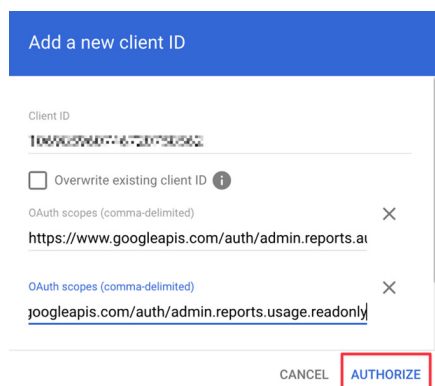 Add a new client ID
Client ID
Overwrite existing client ID
OAuth scopes (comma-delimited)
https://www.googleapis.com/auth/admin.reports.au
OAuth scopes (comma-delimited)
googleapis.com/auth/admin.reports.usage.readonly
CANCEL AUTHORIZE